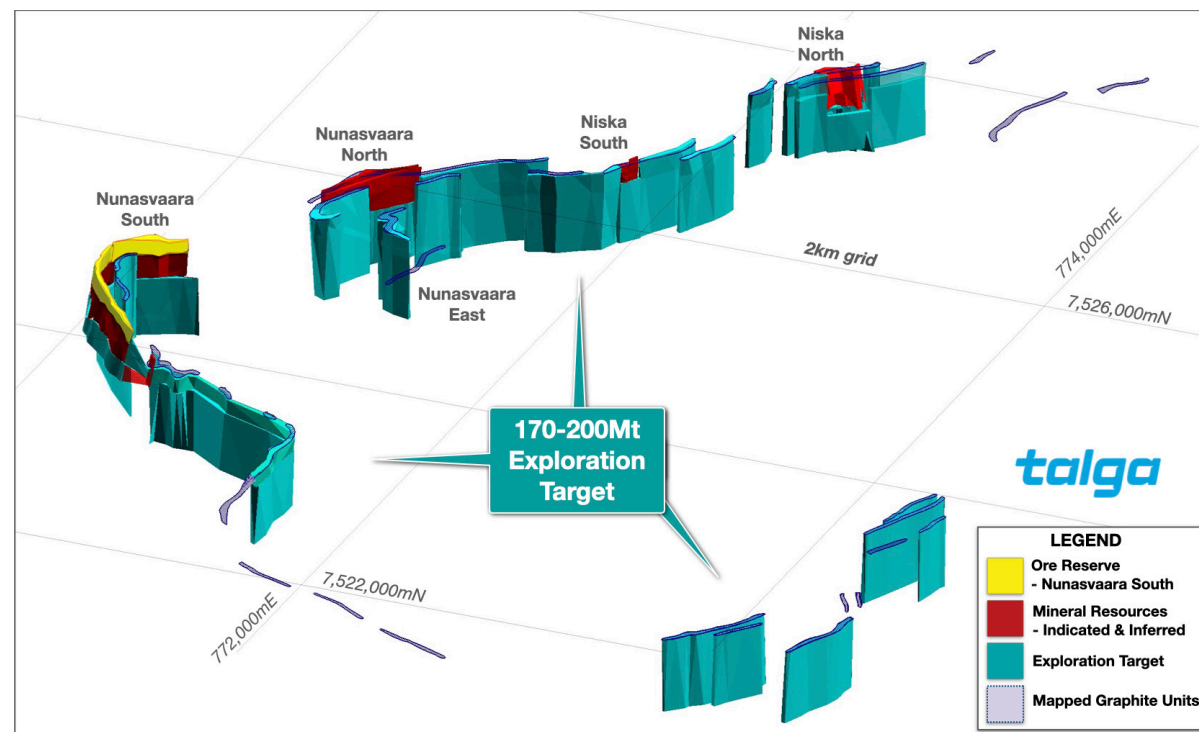 Niska
North
Nunasvaara
North
Niska
South
Nunasvaara
South
Nunasvaara
East
2km grid
774,000mE
7,526,000mN
170-200Mt
Exploration
Target
talga
7,522,000mN
772,000mE
LEGEND
Ore Reserve
- Nunasvaara South
Mineral Resources
- Indicated & Inferred
Exploration Target
Mapped Graphite Units